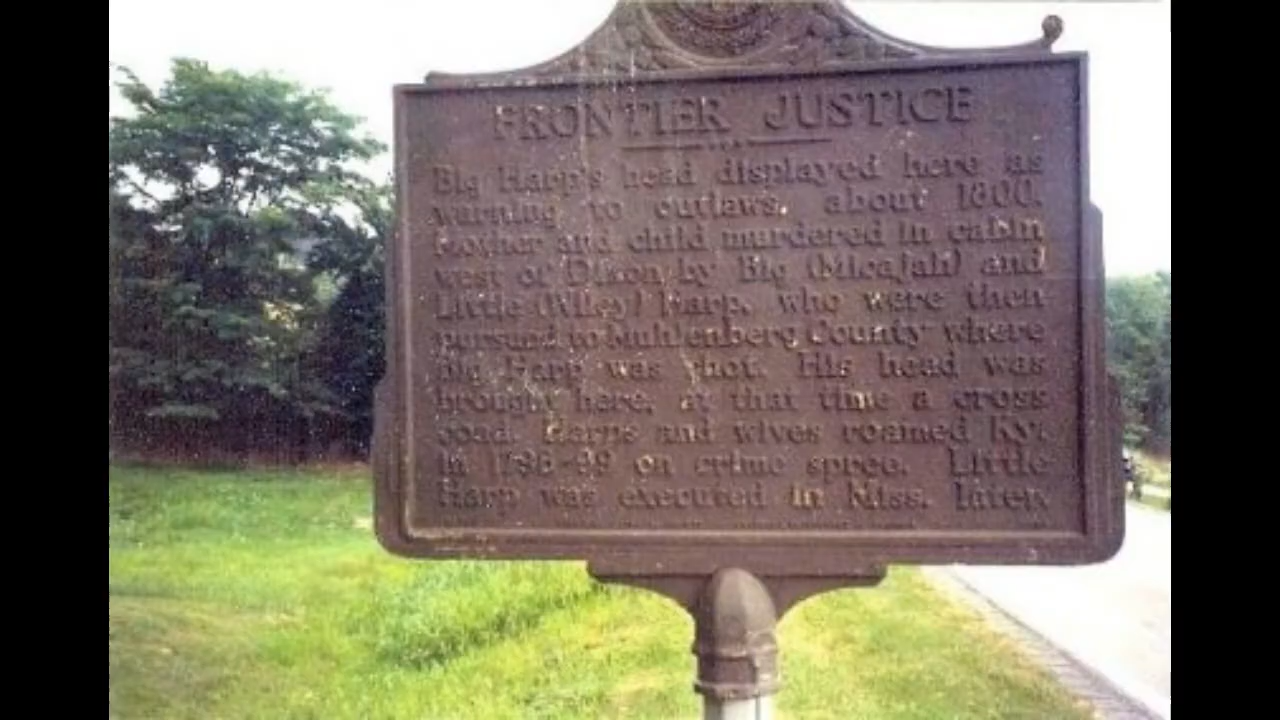 FRONTIER JUSTICE
Big Harp's head displayed here as
warning to outlaws, about 1800.
Mother and child murdered in cabin
west of Dixon by Big (Micajah) and
Little (Wiley) Harp, who were then
pursued to Muhlenberg County where
Big Harp was shot. His head was
brought here, at that time a cross
road. Harps and wives roamed Ky.
in 1798-99 on crime spree. Little
Harp was executed in Miss. later.